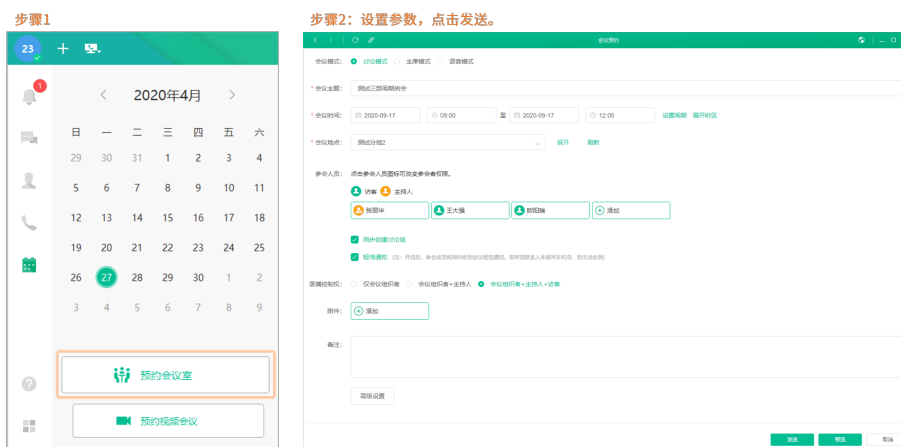 步骤1
步骤2：设置参数，点击发送。
23
1
2020年4月
日 一 二 三 四 五 六
29 30 31 1 2 3 4
5 6 7 8 9 10 11
12 13 14 15 16 17 18
19 20 21 22 23 24 25
26 27 28 29 30 1 2
3 4 5 6 7 8 9
预约会议室
预约视频会议
会议预约
会议模式： 讨论模式 主席模式 语音模式
* 会议主题： 测试三部周期例会
* 会议时间： 2020-09-17 09:00 至 2020-09-17 12:00 设置周期 展开时区
* 会议地点： 测试分组2 展开 刷新
参会人员： 点击参会人员图标可改变参会者权限。
访客 主持人
张丽华 王大强 欧阳瑞 添加
同步创建讨论组
短信通知
录播控制权： 仅会议组织者 会议组织者+主持人 会议组织者+主持人+访客
附件： 添加
备注：
高级设置
发送 预览 取消